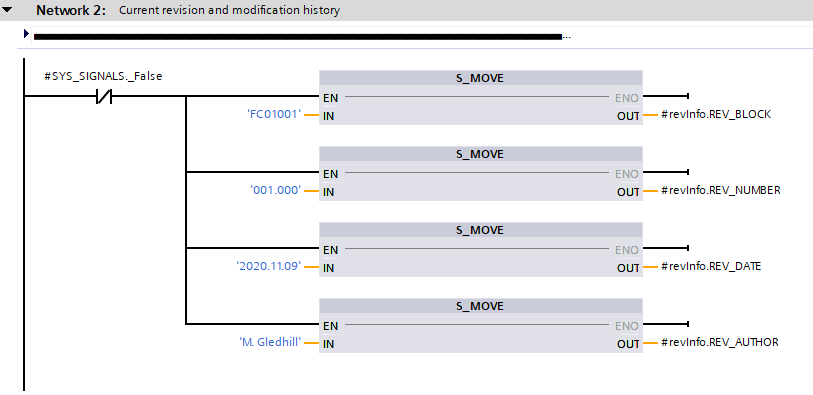 Network 2: Current revision and modification history
...
#SYS_SIGNALS._False
S_MOVE
EN ENO
'FC01001' IN OUT #revInfo.REV_BLOCK
S_MOVE
EN ENO
'001.000' IN OUT #revInfo.REV_NUMBER
S_MOVE
EN ENO
'2020.11.09' IN OUT #revInfo.REV_DATE
S_MOVE
EN ENO
'M. Gledhill' IN OUT #revInfo.REV_AUTHOR